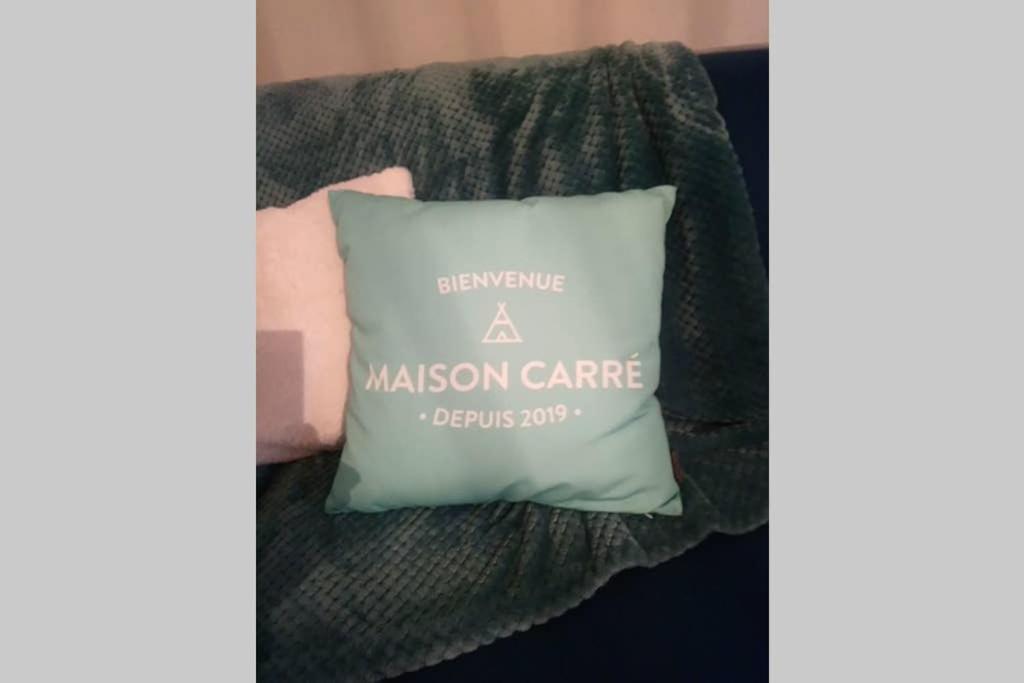 BIENVENUE
MAISON CARRÉ
• DEPUIS 2019 •